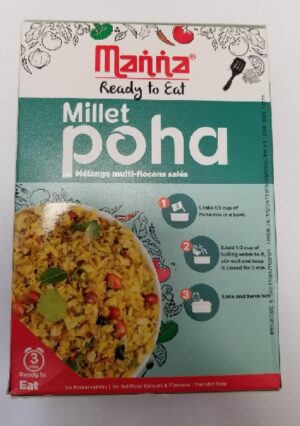 Manna®
Ready to Eat
Millet
poha
Mélange multi-flocons salés
1
1.Take 1/2 cup of
Poha mix in a bowl.
2
2.Add 1/2 cup of
boiling water to it,
stir well and keep
it closed for 3 min.
3
3.Mix and Serve hot.
3
Ready to
Eat
No Preservatives | No Artificial Colours & Flavours | Transfat Free